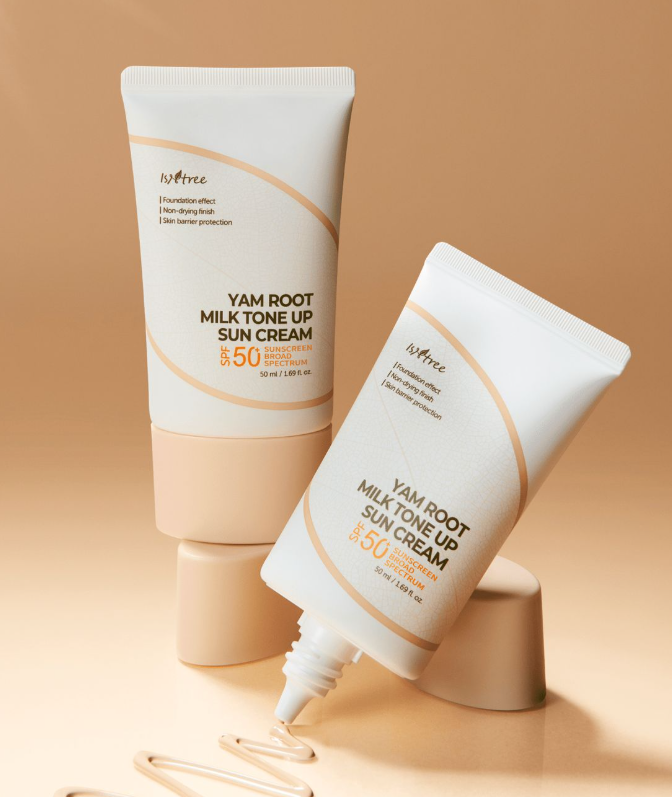 Isntree
Foundation effect
Non-drying finish
Skin barrier protection
YAM ROOT
MILK TONE UP
SUN CREAM
SPF 50+ SUNSCREEN
BROAD
SPECTRUM
50 ml / 1.69 fl. oz.
Isntree
Foundation effect
Non-drying finish
Skin barrier protection
YAM ROOT
MILK TONE UP
SUN CREAM
SPF 50+ SUNSCREEN
BROAD
SPECTRUM
50 ml / 1.69 fl. oz.